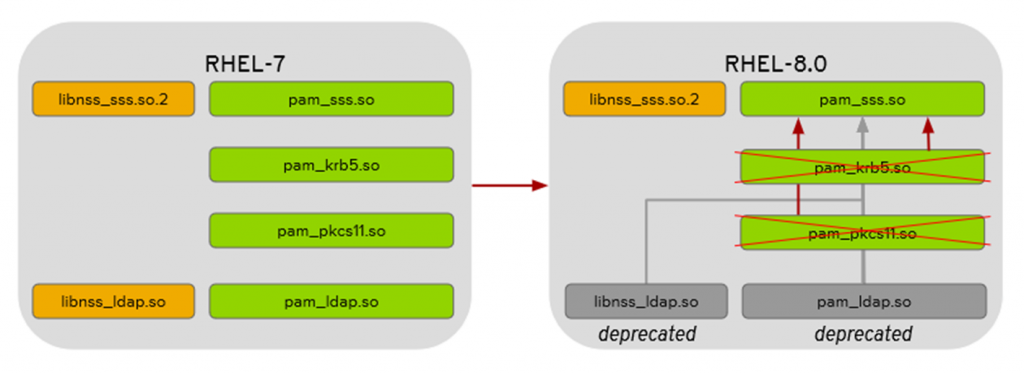 RHEL-7
libnss_sss.so.2
pam_sss.so
pam_krb5.so
pam_pkcs11.so
libnss_ldap.so
pam_ldap.so
RHEL-8.0
libnss_sss.so.2
pam_sss.so
pam_krb5.so
pam_pkcs11.so
libnss_ldap.so
pam_ldap.so
deprecated
deprecated